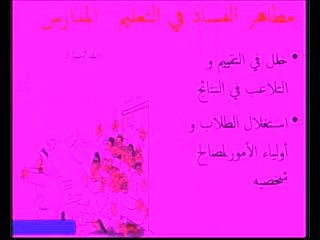 مظاهر الفساد في التعليم المدارس
• خلل في التقييم و
التلاعب في النتائج
• استغلال الطلاب و
أولياء الأمور لمصالح
شخصيه